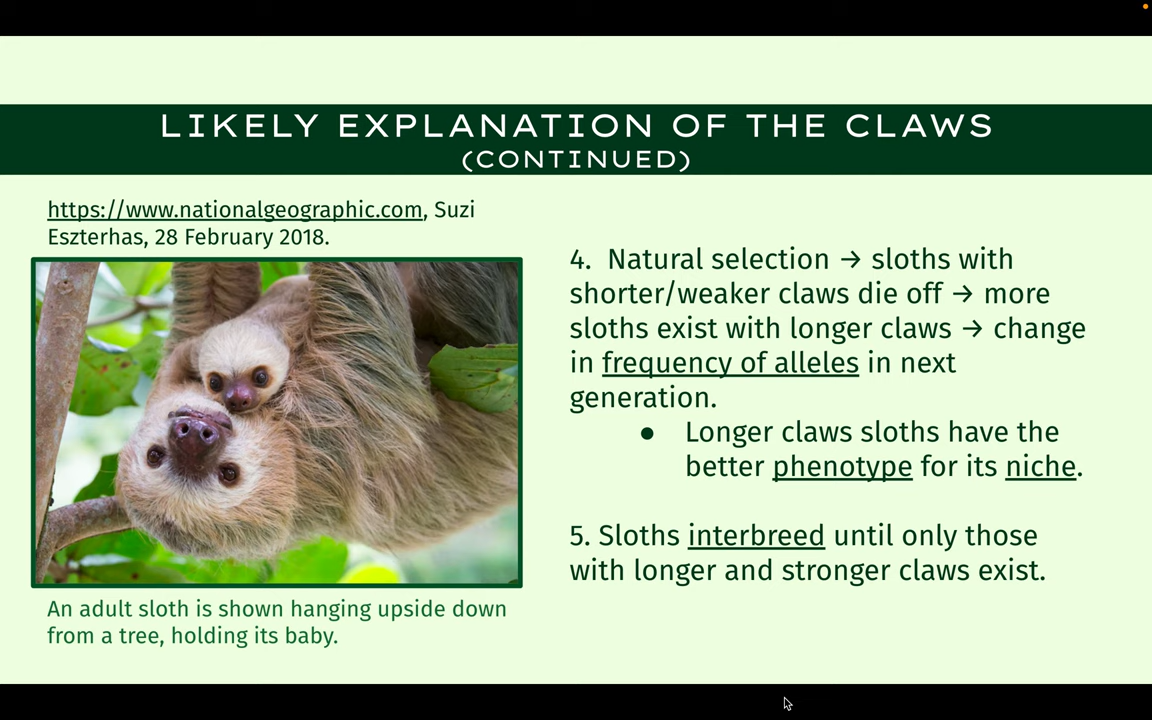 LIKELY EXPLANATION OF THE CLAWS
(CONTINUED)
https://www.nationalgeographic.com, Suzi
Eszterhas, 28 February 2018.
An adult sloth is shown hanging upside down
from a tree, holding its baby.
4. Natural selection → sloths with
shorter/weaker claws die off → more
sloths exist with longer claws → change
in frequency of alleles in next
generation.
● Longer claws sloths have the
better phenotype for its niche.
5. Sloths interbreed until only those
with longer and stronger claws exist.